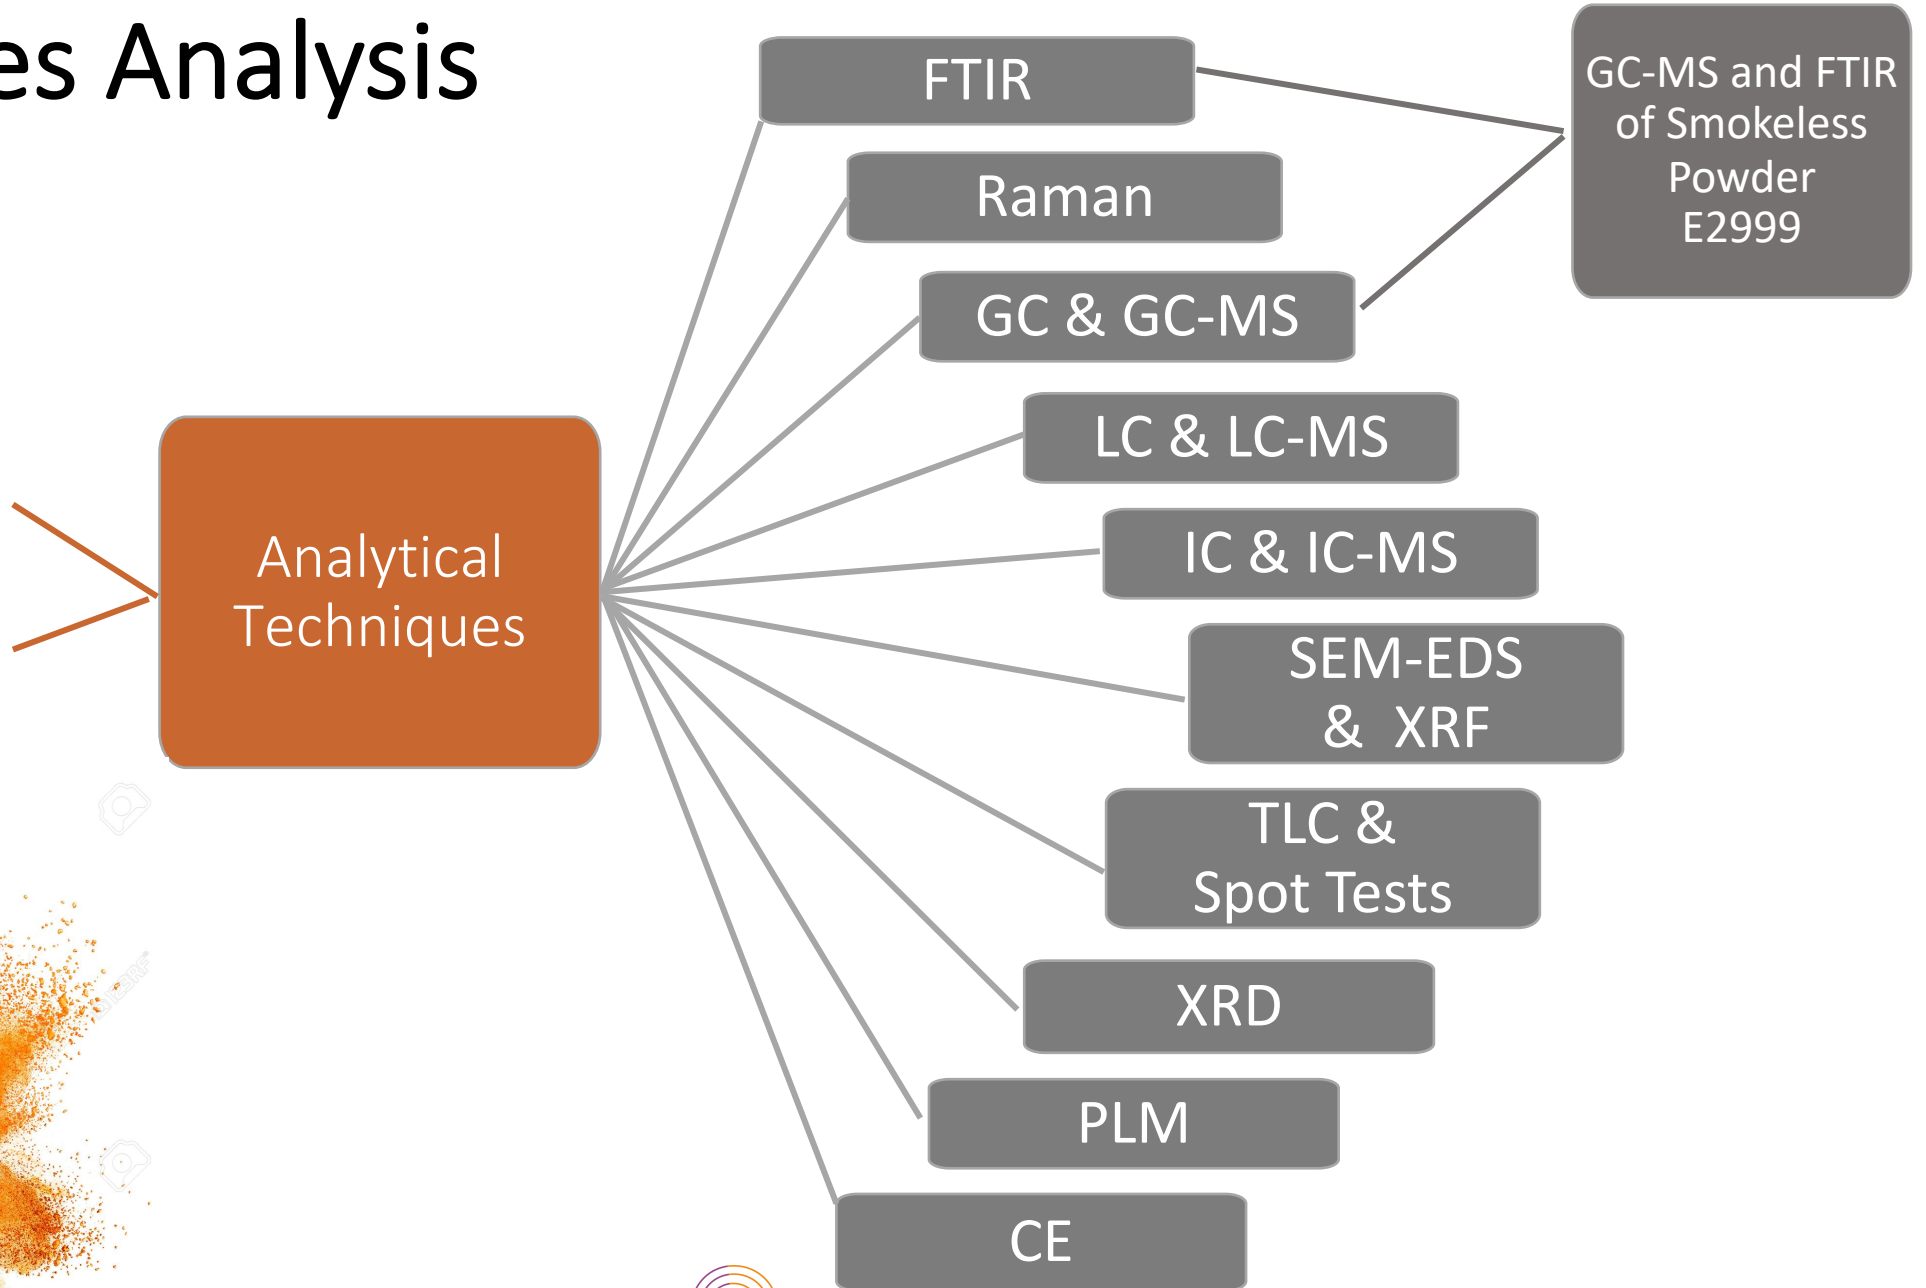 es Analysis
FTIR
Raman
GC & GC-MS
LC & LC-MS
IC & IC-MS
SEM-EDS
& XRF
TLC &
Spot Tests
XRD
PLM
CE
GC-MS and FTIR
of Smokeless
Powder
E2999
Analytical
Techniques